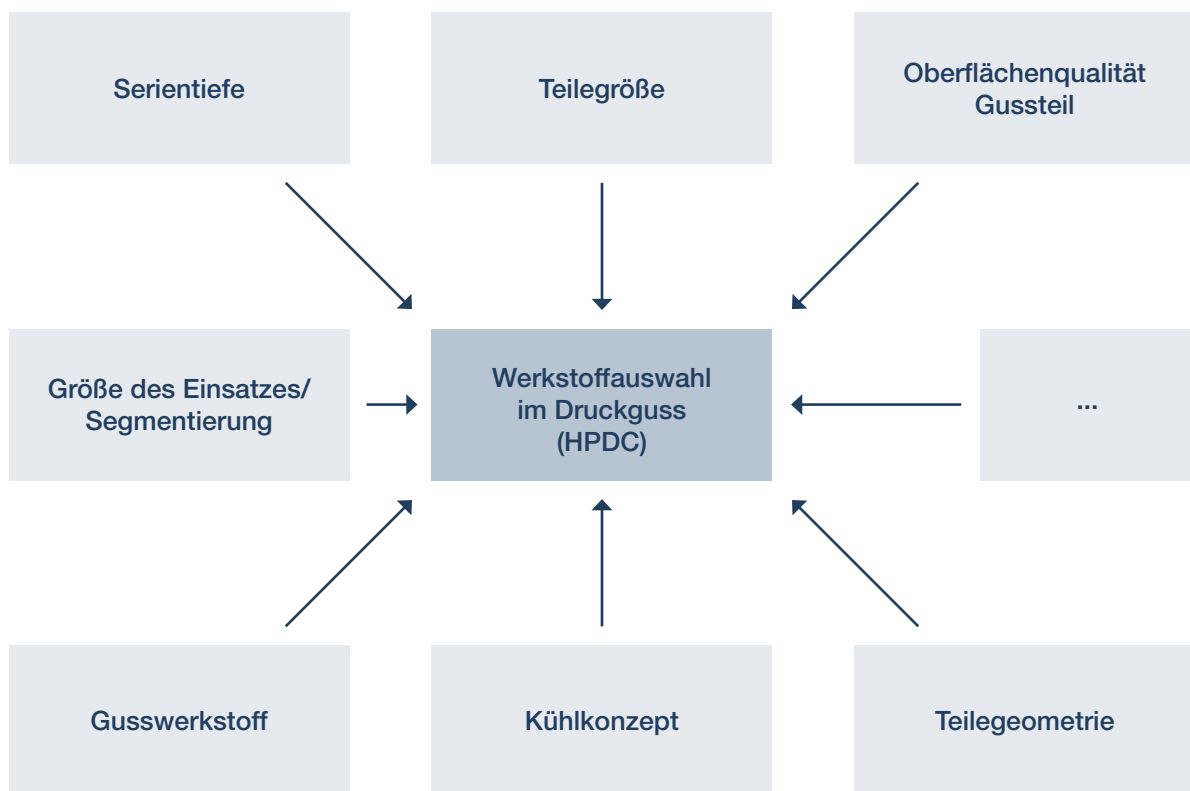 Serientiefe
Teilegröße
Oberflächenqualität
Gussteil
Größe des Einsatzes/
Segmentierung
Werkstoffauswahl
im Druckguss
(HPDC)
...
Gusswerkstoff
Kühlkonzept
Teilegeometrie